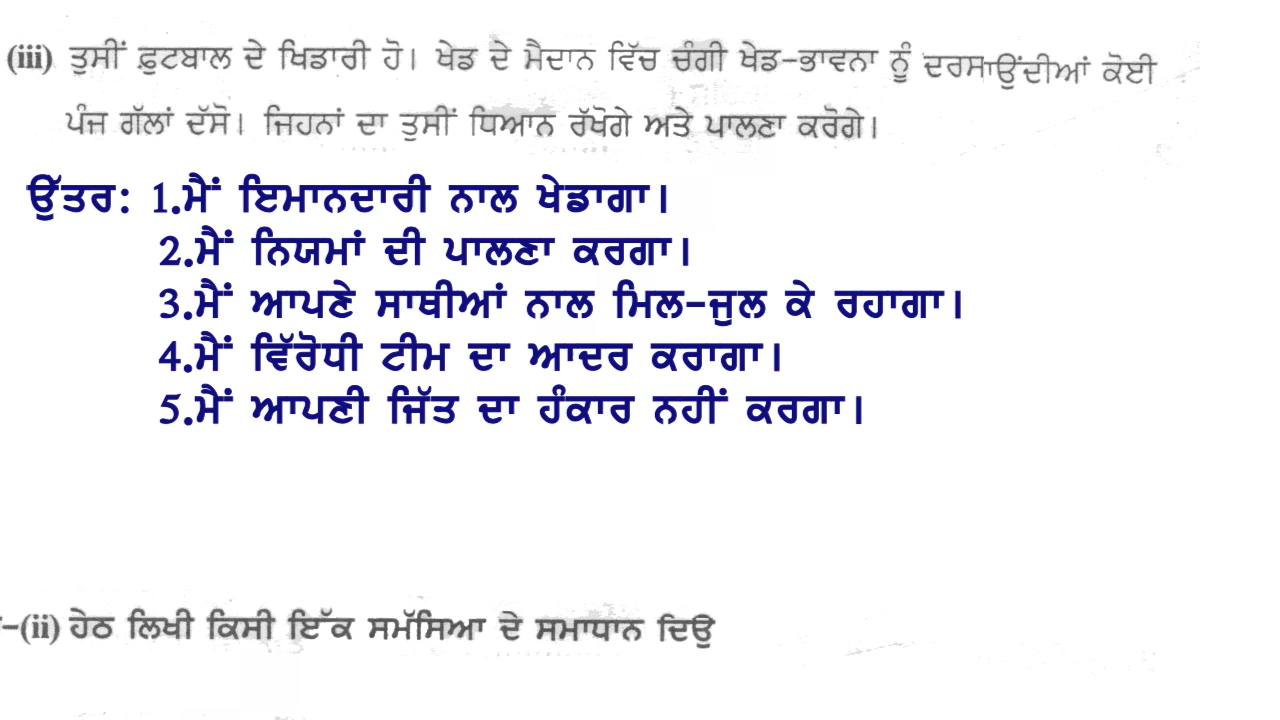 (iii) ਤੁਸੀਂ ਫ਼ੁਟਬਾਲ ਦੇ ਖਿਡਾਰੀ ਹੋ। ਖੇਡ ਦੇ ਮੈਦਾਨ ਵਿੱਚ ਚੰਗੀ ਖੇਡ-ਭਾਵਨਾ ਨੂੰ ਦਰਸਾਉਂਦੀਆਂ ਕੋਈ
ਪੰਜ ਗੱਲਾਂ ਦੱਸੋ। ਜਿਹਨਾਂ ਦਾ ਤੁਸੀਂ ਧਿਆਨ ਰੱਖੋਗੇ ਅਤੇ ਪਾਲਣਾ ਕਰੋਗੇ।
ਉੱਤਰ: 1.ਮੈਂ ਇਮਾਨਦਾਰੀ ਨਾਲ ਖੇਡਾਗਾ।
2.ਮੈਂ ਨਿਯਮਾਂ ਦੀ ਪਾਲਣਾ ਕਰਗਾ।
3.ਮੈਂ ਆਪਣੇ ਸਾਥੀਆਂ ਨਾਲ ਮਿਲ-ਜੁਲ ਕੇ ਰਹਾਗਾ।
4.ਮੈਂ ਵਿੱਰੋਧੀ ਟੀਮ ਦਾ ਆਦਰ ਕਰਾਗਾ।
5.ਮੈਂ ਆਪਣੀ ਜਿੱਤ ਦਾ ਹੰਕਾਰ ਨਹੀਂ ਕਰਗਾ।
-(ii) ਹੇਠ ਲਿਖੀ ਕਿਸੀ ਇੱਕ ਸਮੱਸਿਆ ਦੇ ਸਮਾਧਾਨ ਦਿਉ